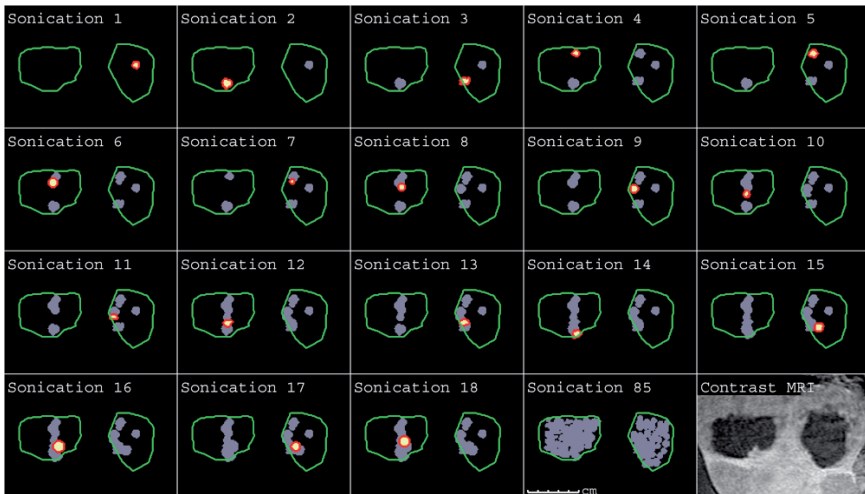 Sonication 1
Sonication 2
Sonication 3
Sonication 4
Sonication 5
Sonication 6
Sonication 7
Sonication 8
Sonication 9
Sonication 10
Sonication 11
Sonication 12
Sonication 13
Sonication 14
Sonication 15
Sonication 16
Sonication 17
Sonication 18
Sonication 85
Contrast MRI
cm